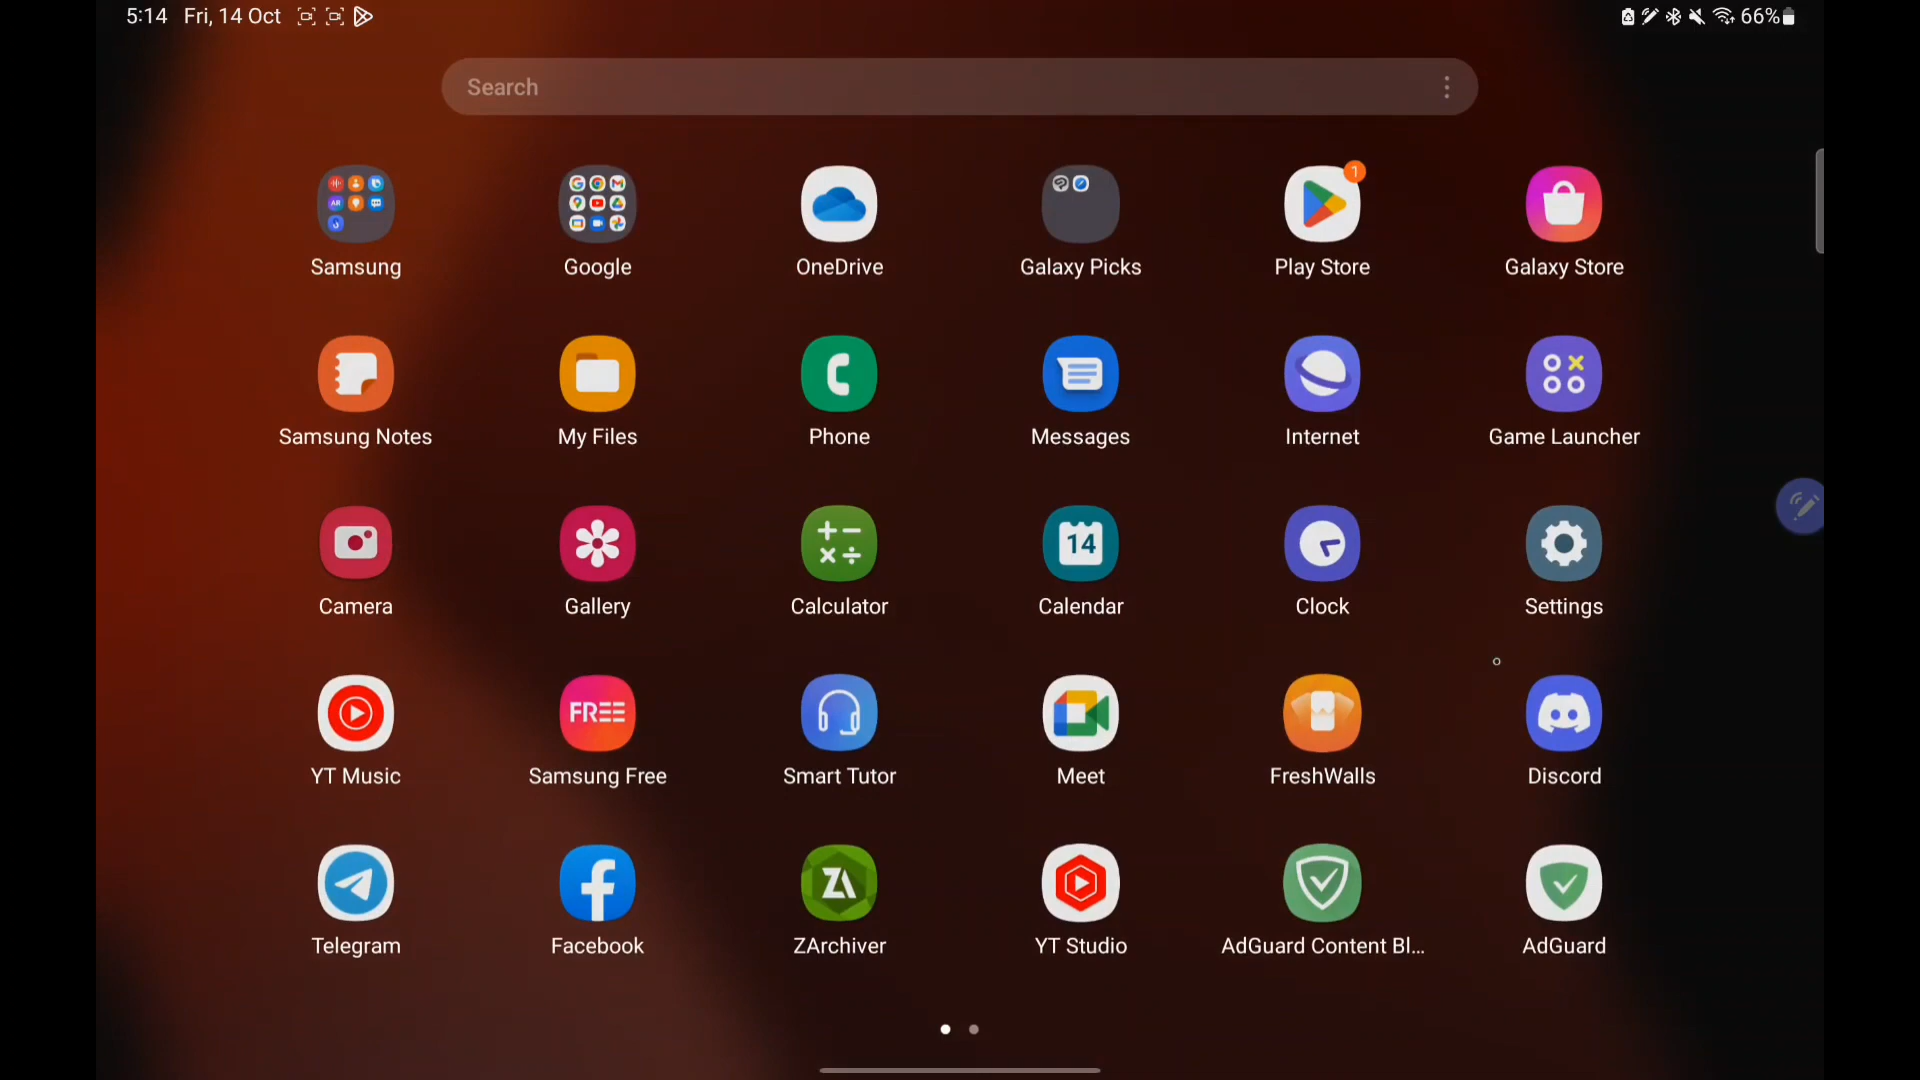 5:14 Fri, 14 Oct
66%
Search
1
Samsung
Google
OneDrive
Galaxy Picks
Play Store
Galaxy Store
Samsung Notes
My Files
Phone
Messages
Internet
Game Launcher
14
Camera
Gallery
Calculator
Calendar
Clock
Settings
FREE
YT Music
Samsung Free
Smart Tutor
Meet
FreshWalls
Discord
ZA
Telegram
Facebook
ZArchiver
YT Studio
AdGuard Content Bl...
AdGuard